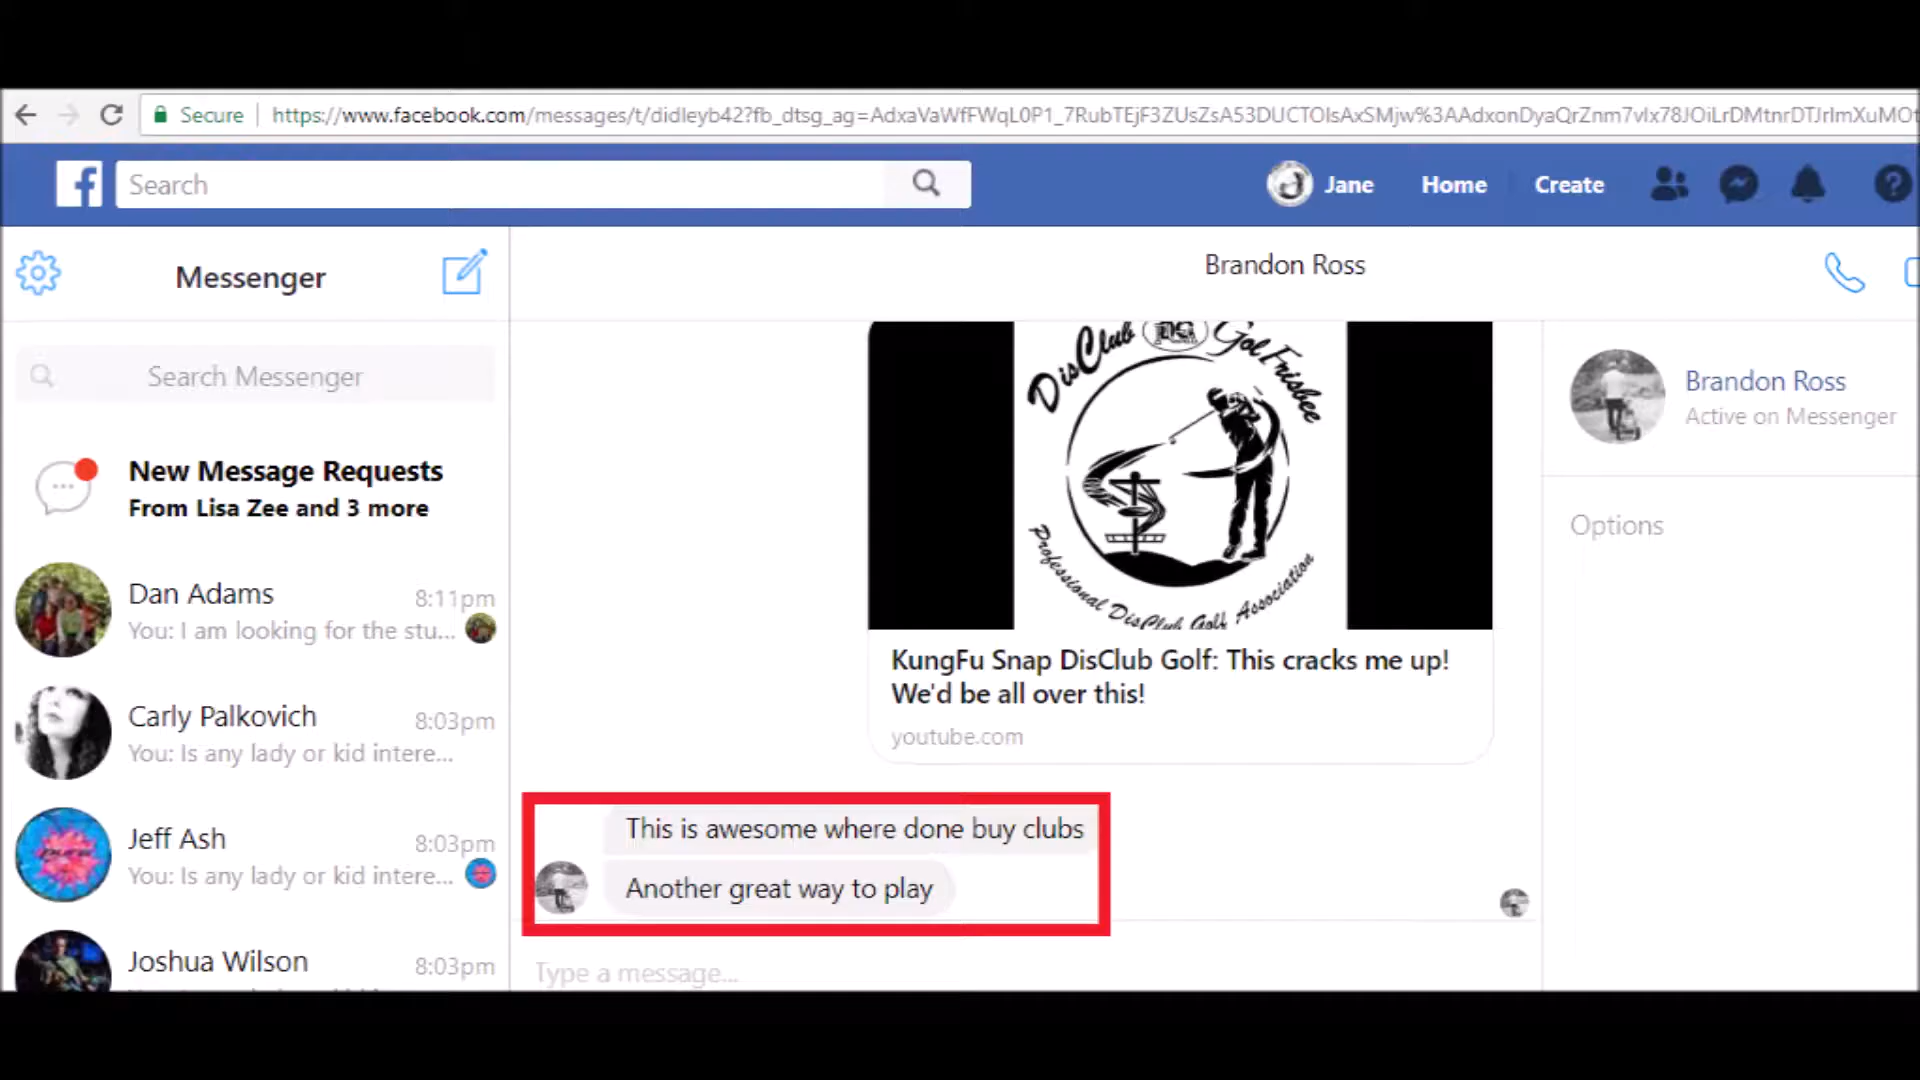 Secure
https://www.facebook.com/messages/t/didleyb42?fb_dtsg_ag=AdxaVaWfFWqL0P1_7RubTEjF3ZUsZsA53DUCTOIsAxSMjw%3AAdxonDyaQrZnm7vIx78JOiLrDMtnrDTJrImXuMOt
f
Search
Jane
Home
Create
?
Messenger
Brandon Ross
Search Messenger
New Message Requests
From Lisa Zee and 3 more
Dan Adams
8:11pm
You: I am looking for the stu...
Carly Palkovich
8:03pm
You: Is any lady or kid intere...
Jeff Ash
8:03pm
You: Is any lady or kid intere...
Joshua Wilson
8:03pm
DisClub Gol Frisbee
Professional DisClub Golf Association
KungFu Snap DisClub Golf: This cracks me up!
We'd be all over this!
youtube.com
This is awesome where done buy clubs
Another great way to play
Type a message...
Brandon Ross
Active on Messenger
Options